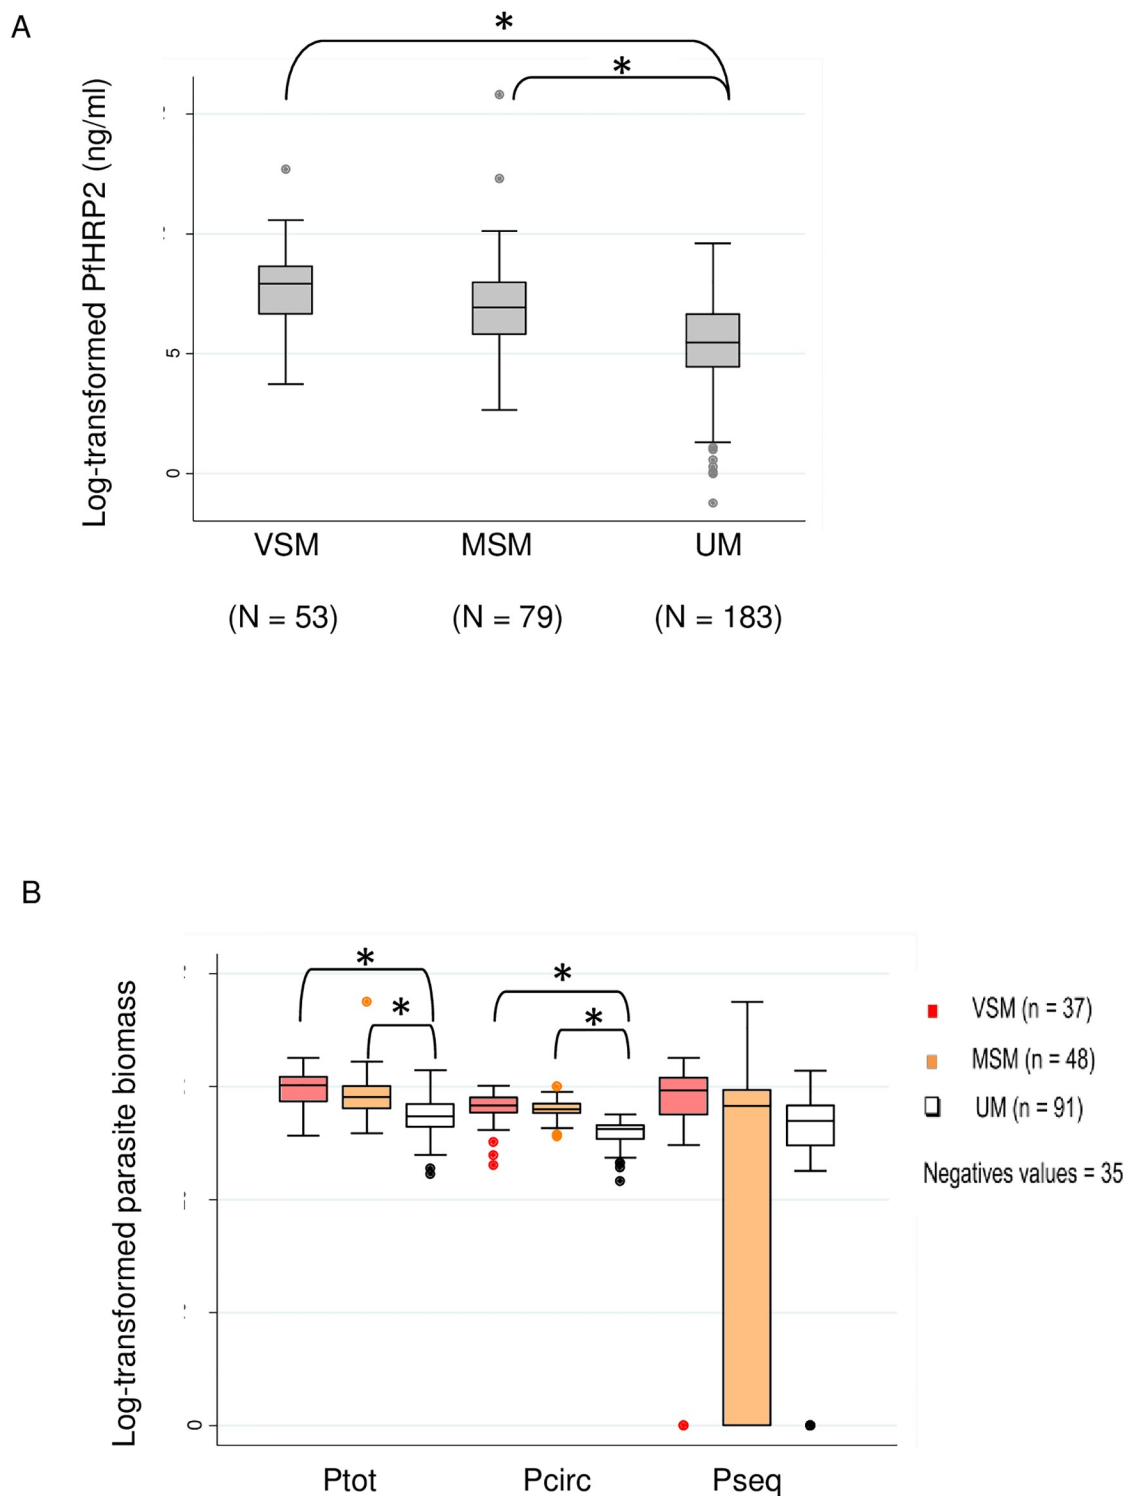 A
*
*
Log-transformed PfHRP2 (ng/ml)
5
0
VSM
MSM
UM
(N = 53)
(N = 79)
(N = 183)
B
*
*
*
*
Log-transformed parasite biomass
0
VSM (n = 37)
MSM (n = 48)
UM (n = 91)
Negatives values = 35
Ptot
Pcirc
Pseq